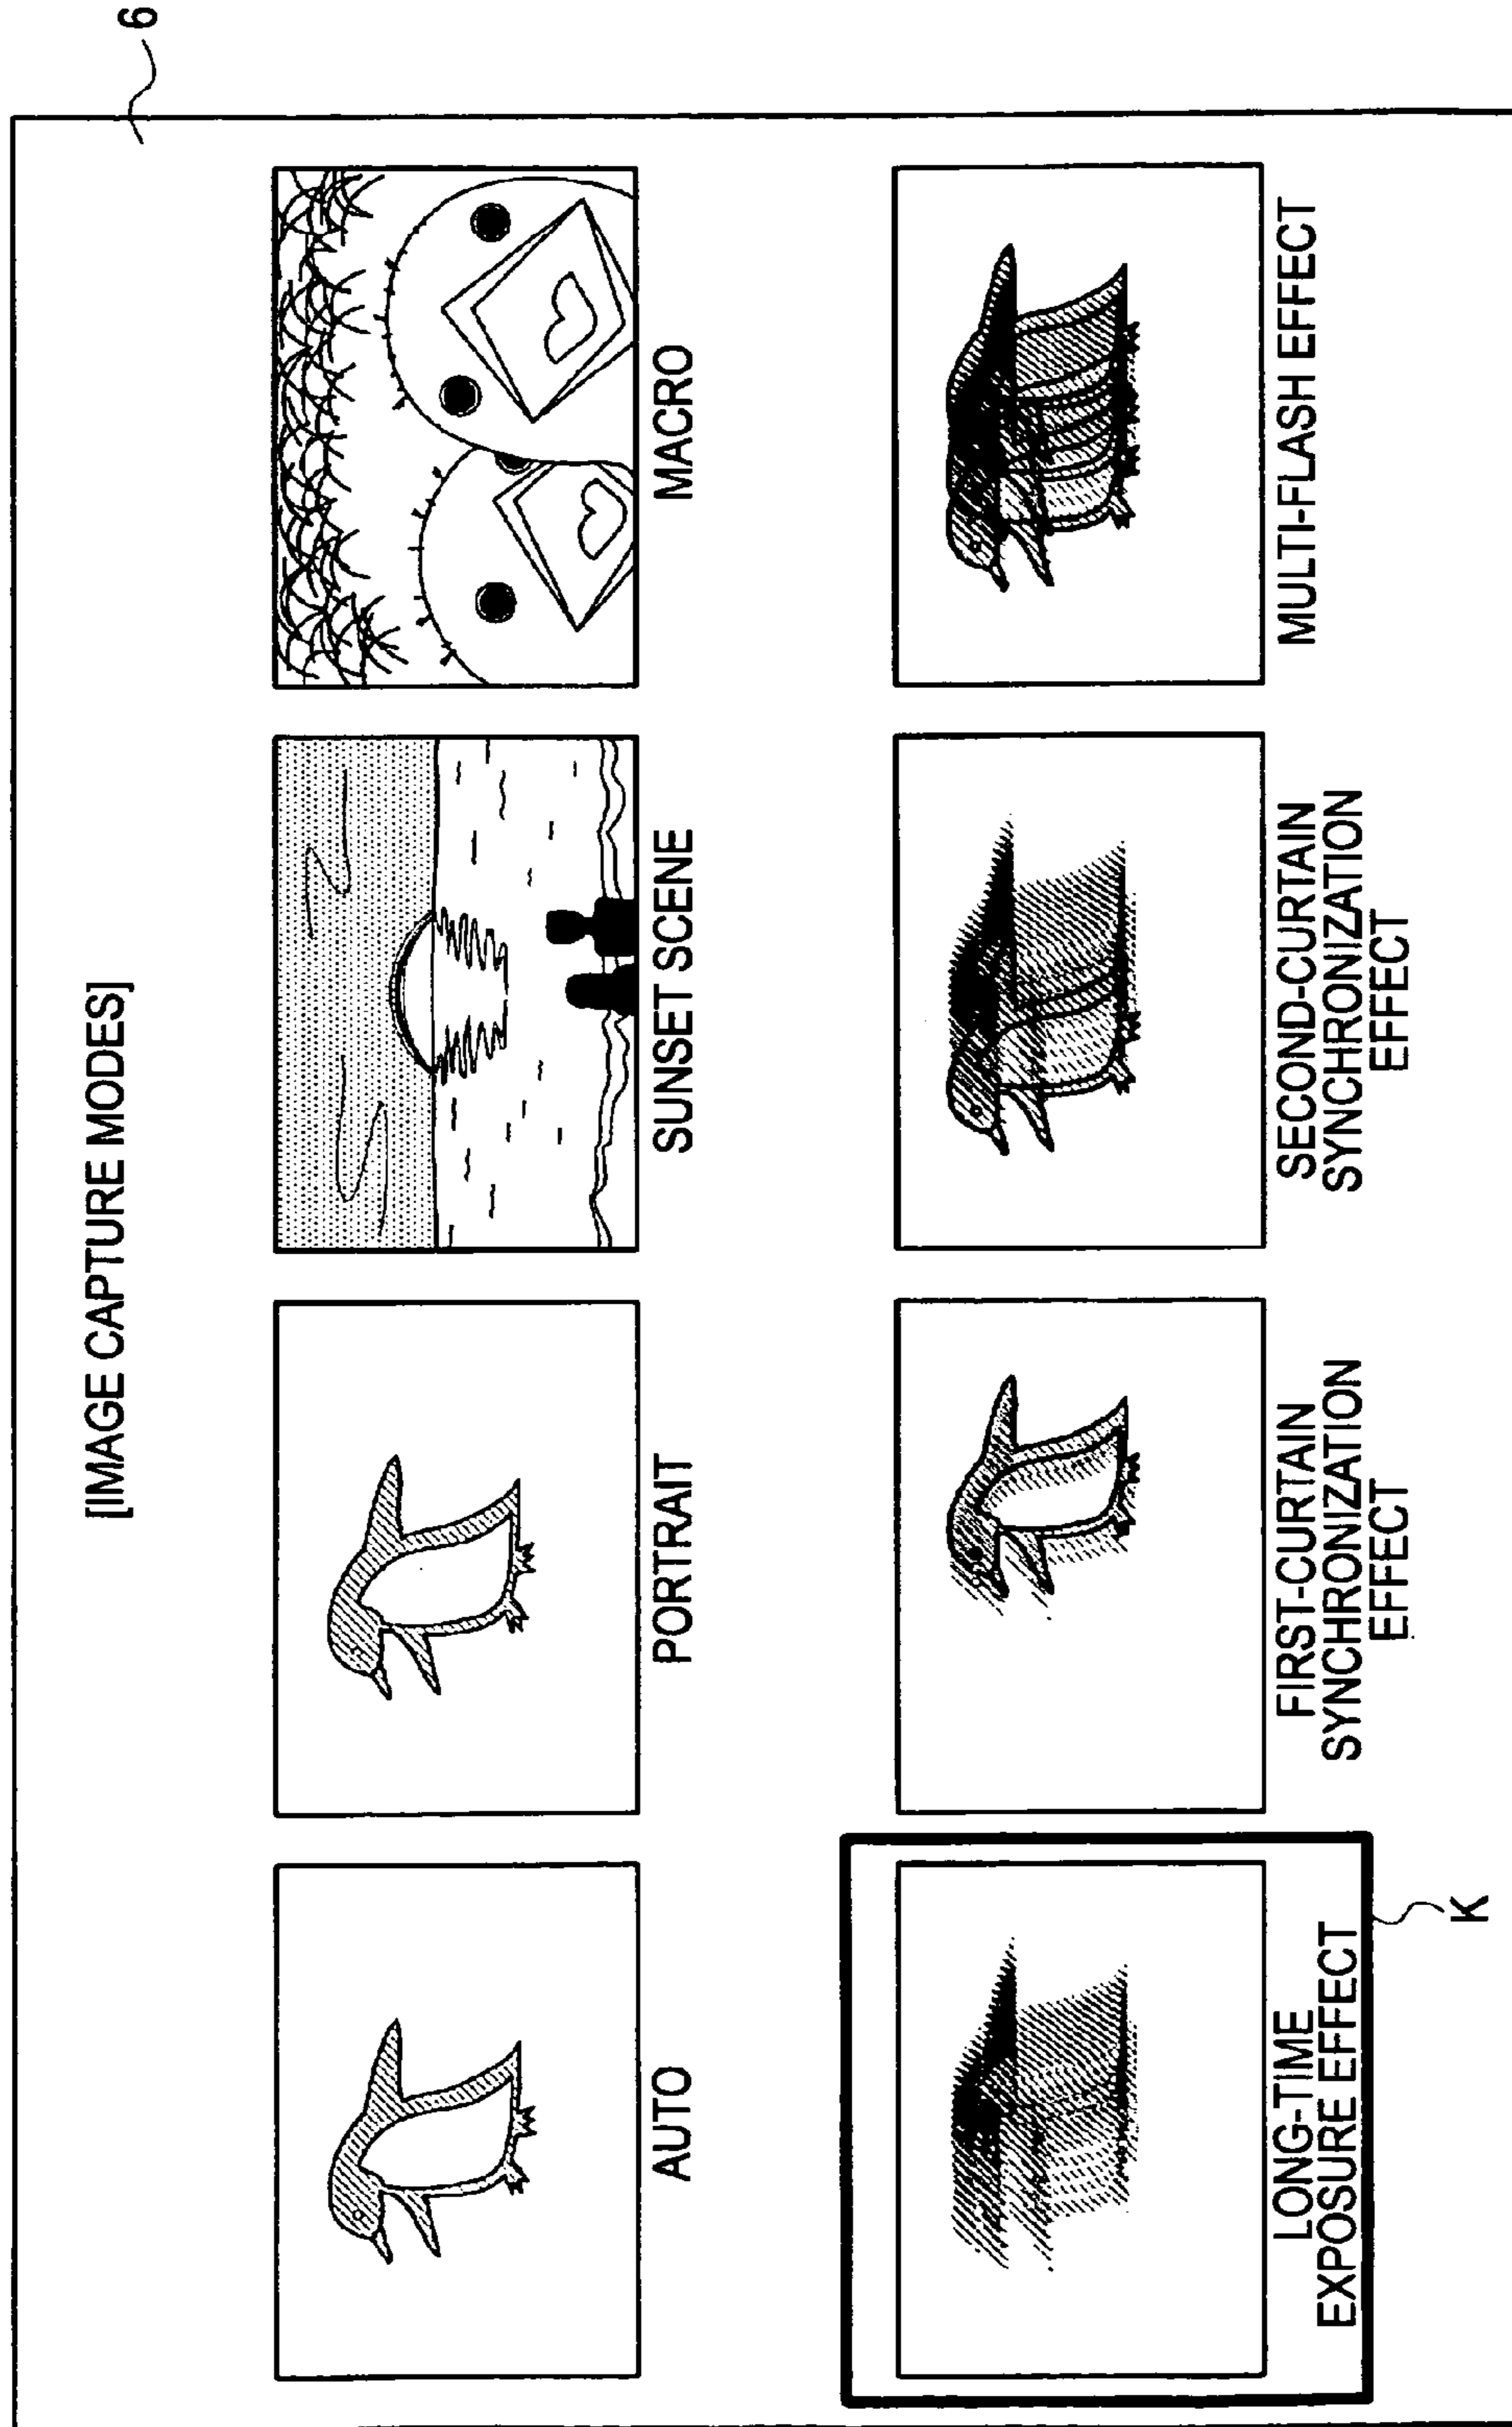 6
[IMAGE CAPTURE MODES]
AUTO
PORTRAIT
SUNSET SCENE
MACRO
LONG-TIME
EXPOSURE EFFECT
FIRST-CURTAIN
SYNCHRONIZATION
EFFECT
SECOND-CURTAIN
SYNCHRONIZATION
EFFECT
MULTI-FLASH EFFECT
K